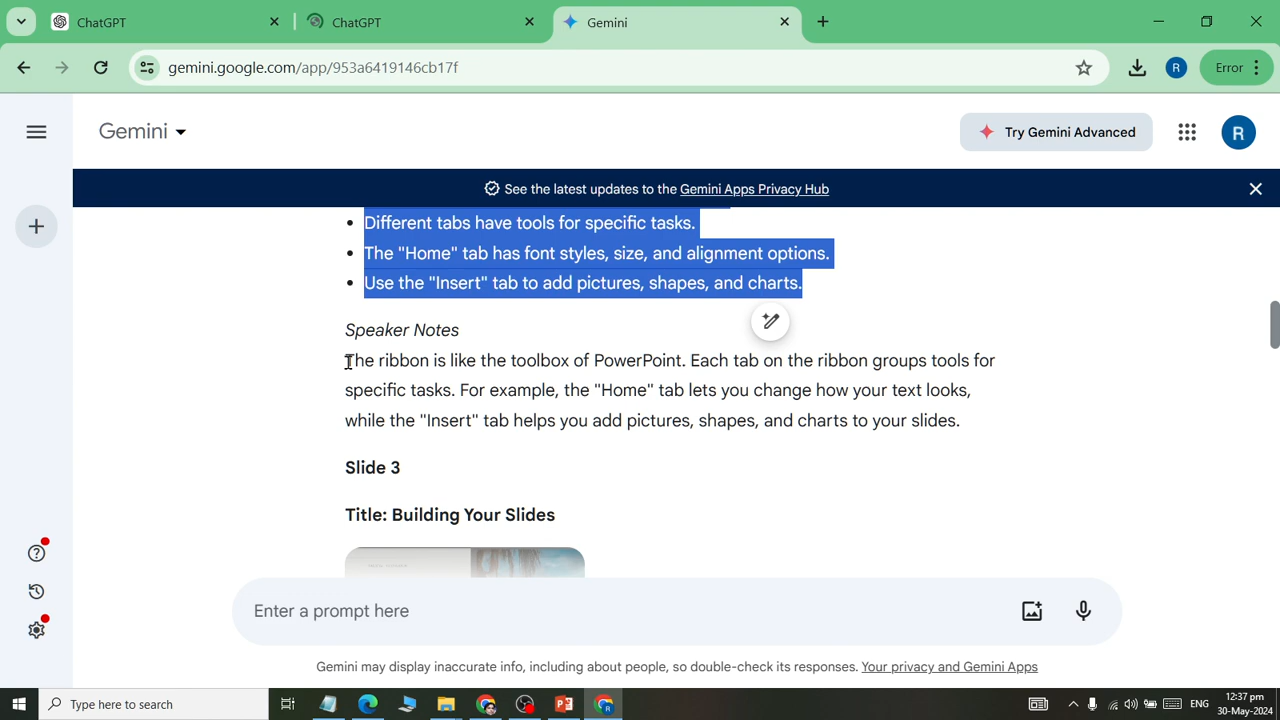 ChatGPT
ChatGPT
Gemini
gemini.google.com/app/953a6419146cb17f
R
Error
Gemini
Try Gemini Advanced
R
See the latest updates to the Gemini Apps Privacy Hub
• Different tabs have tools for specific tasks.
• The "Home" tab has font styles, size, and alignment options.
• Use the "Insert" tab to add pictures, shapes, and charts.
Speaker Notes
The ribbon is like the toolbox of PowerPoint. Each tab on the ribbon groups tools for
specific tasks. For example, the "Home" tab lets you change how your text looks,
while the "Insert" tab helps you add pictures, shapes, and charts to your slides.
Slide 3
Title: Building Your Slides
Enter a prompt here
Gemini may display inaccurate info, including about people, so double-check its responses. Your privacy and Gemini Apps
Type here to search
ENG
12:37 pm
30-May-2024